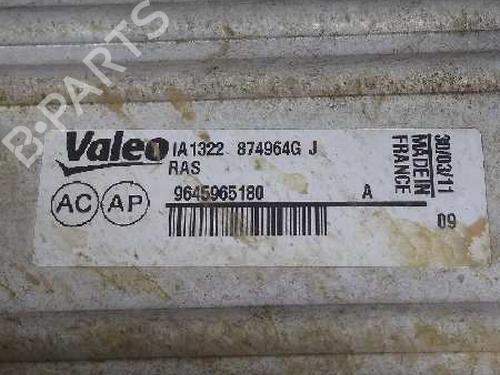 B-PARTS
Valeo IA1322 874964G J
RAS
AC AP
9645965180 A
30/03/11
MADE IN
FRANCE
09